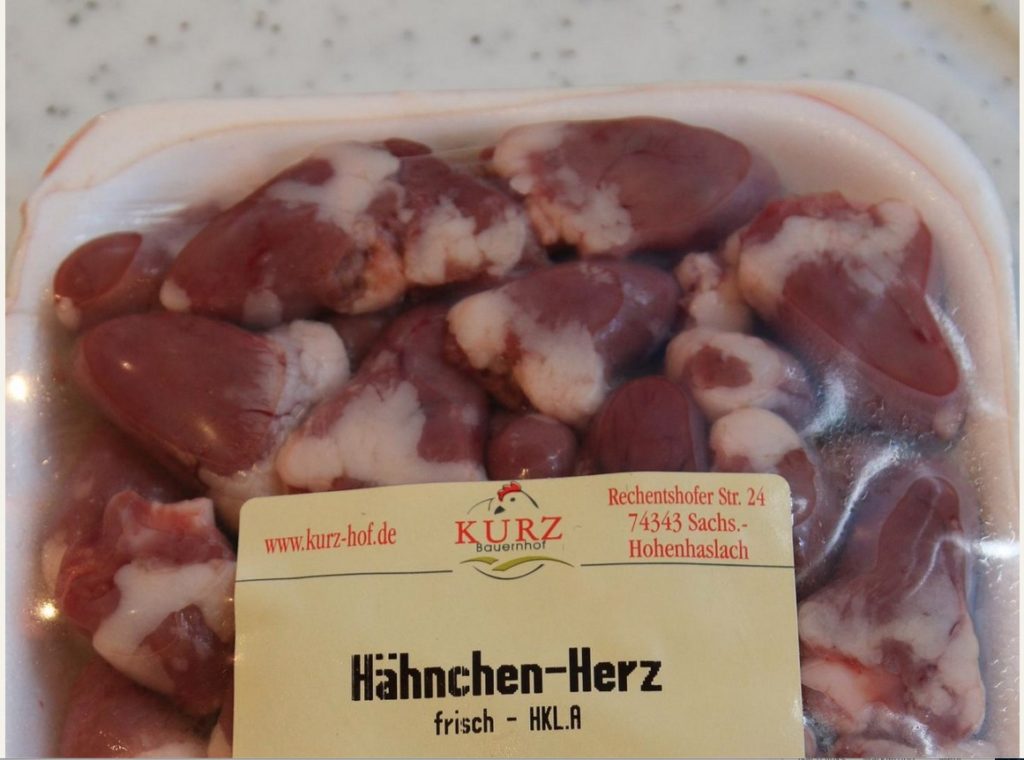 www.kurz-hof.de
KURZ
Bauernhof
Rechentshofer Str. 24
74343 Sachs.-
Hohenhaslach
Hähnchen-Herz
frisch - HKL.A